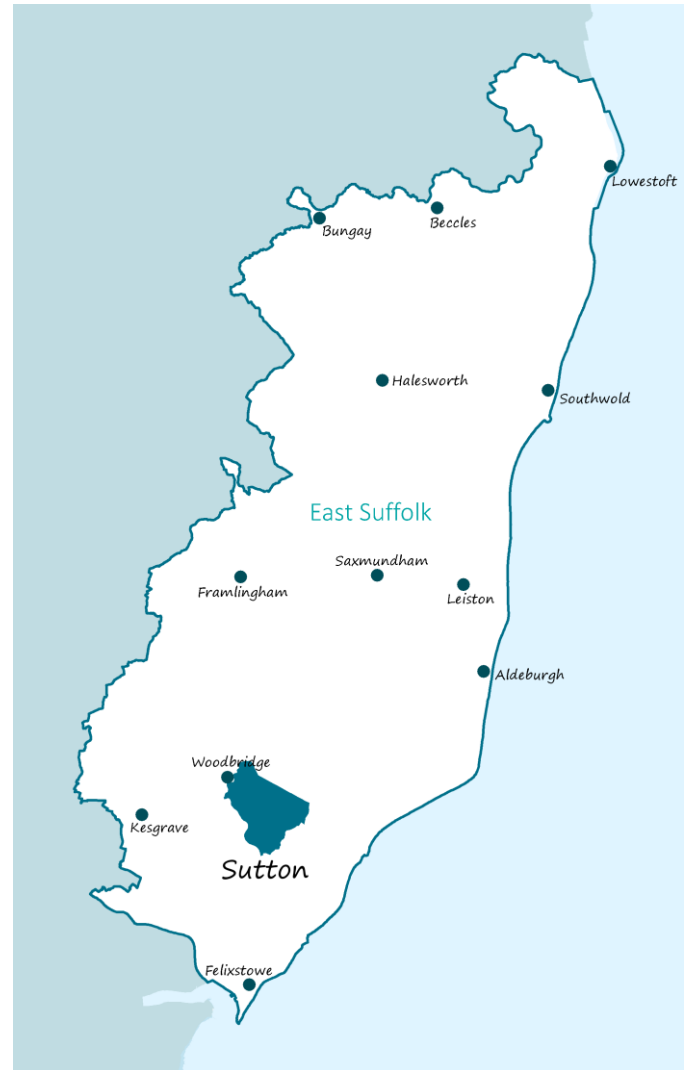 Lowestoft
Beccles
Bungay
Halesworth
Southwold
East Suffolk
Saxmundham
Framlingham
Leiston
Aldeburgh
Woodbridge
Kesgrave
Sutton
Felixstowe